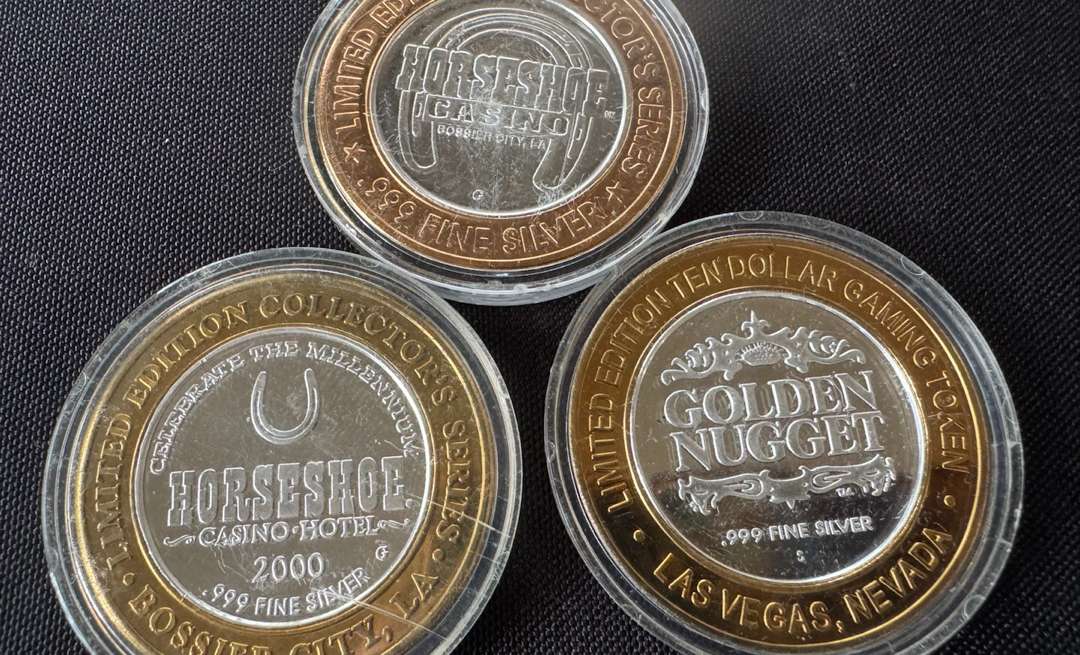 LIMITED EDITION COLLECTOR'S SERIES
HORSESHOE
CASINO
BOSSIER CITY, LA
G
.999 FINE SILVER
LIMITED EDITION COLLECTOR'S SERIES
CELEBRATE THE MILLENNIUM
HORSESHOE
CASINO • HOTEL
2000
G
.999 FINE SILVER
BOSSIER CITY, LA
LIMITED EDITION TEN DOLLAR GAMING TOKEN
GOLDEN
NUGGET
TM
.999 FINE SILVER
S
LAS VEGAS, NEVADA